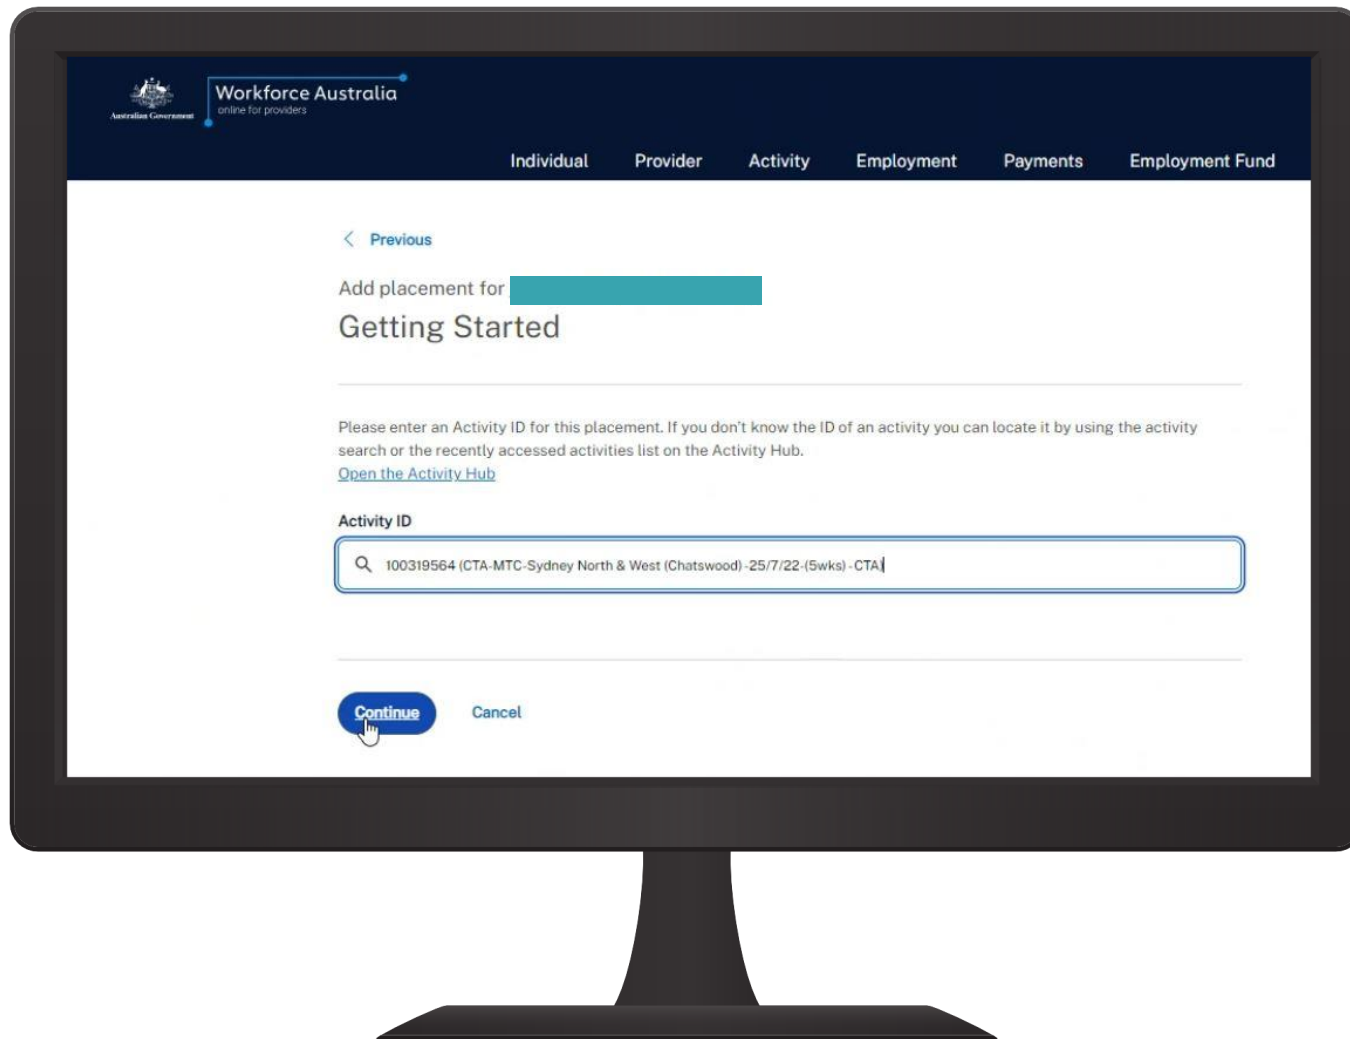 Australian Government
Workforce Australia
online for providers
Individual Provider Activity Employment Payments Employment Fund
Previous
Add placement for
Getting Started
Please enter an Activity ID for this placement. If you don't know the ID of an activity you can locate it by using the activity
search or the recently accessed activities list on the Activity Hub.
Open the Activity Hub
Activity ID
100319564 (CTA-MTC-Sydney North & West (Chatswood) -25/7/22-(5wks) - CTA)
Continue Cancel